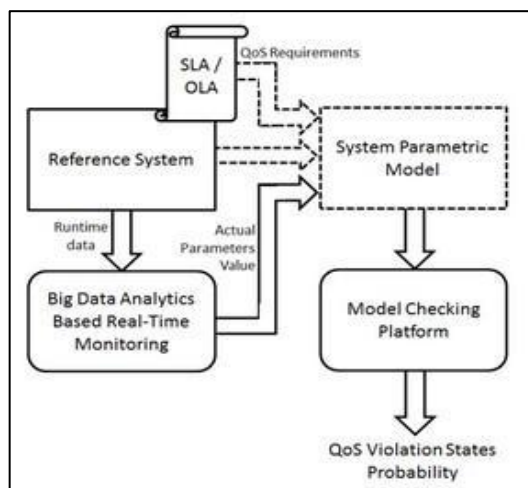 SLA /
OLA
QoS Requirements
Reference System
System Parametric
Model
Runtime
data
Actual
Parameters
Value
Big Data Analytics
Based Real-Time
Monitoring
Model Checking
Platform
QoS Violation States
Probability